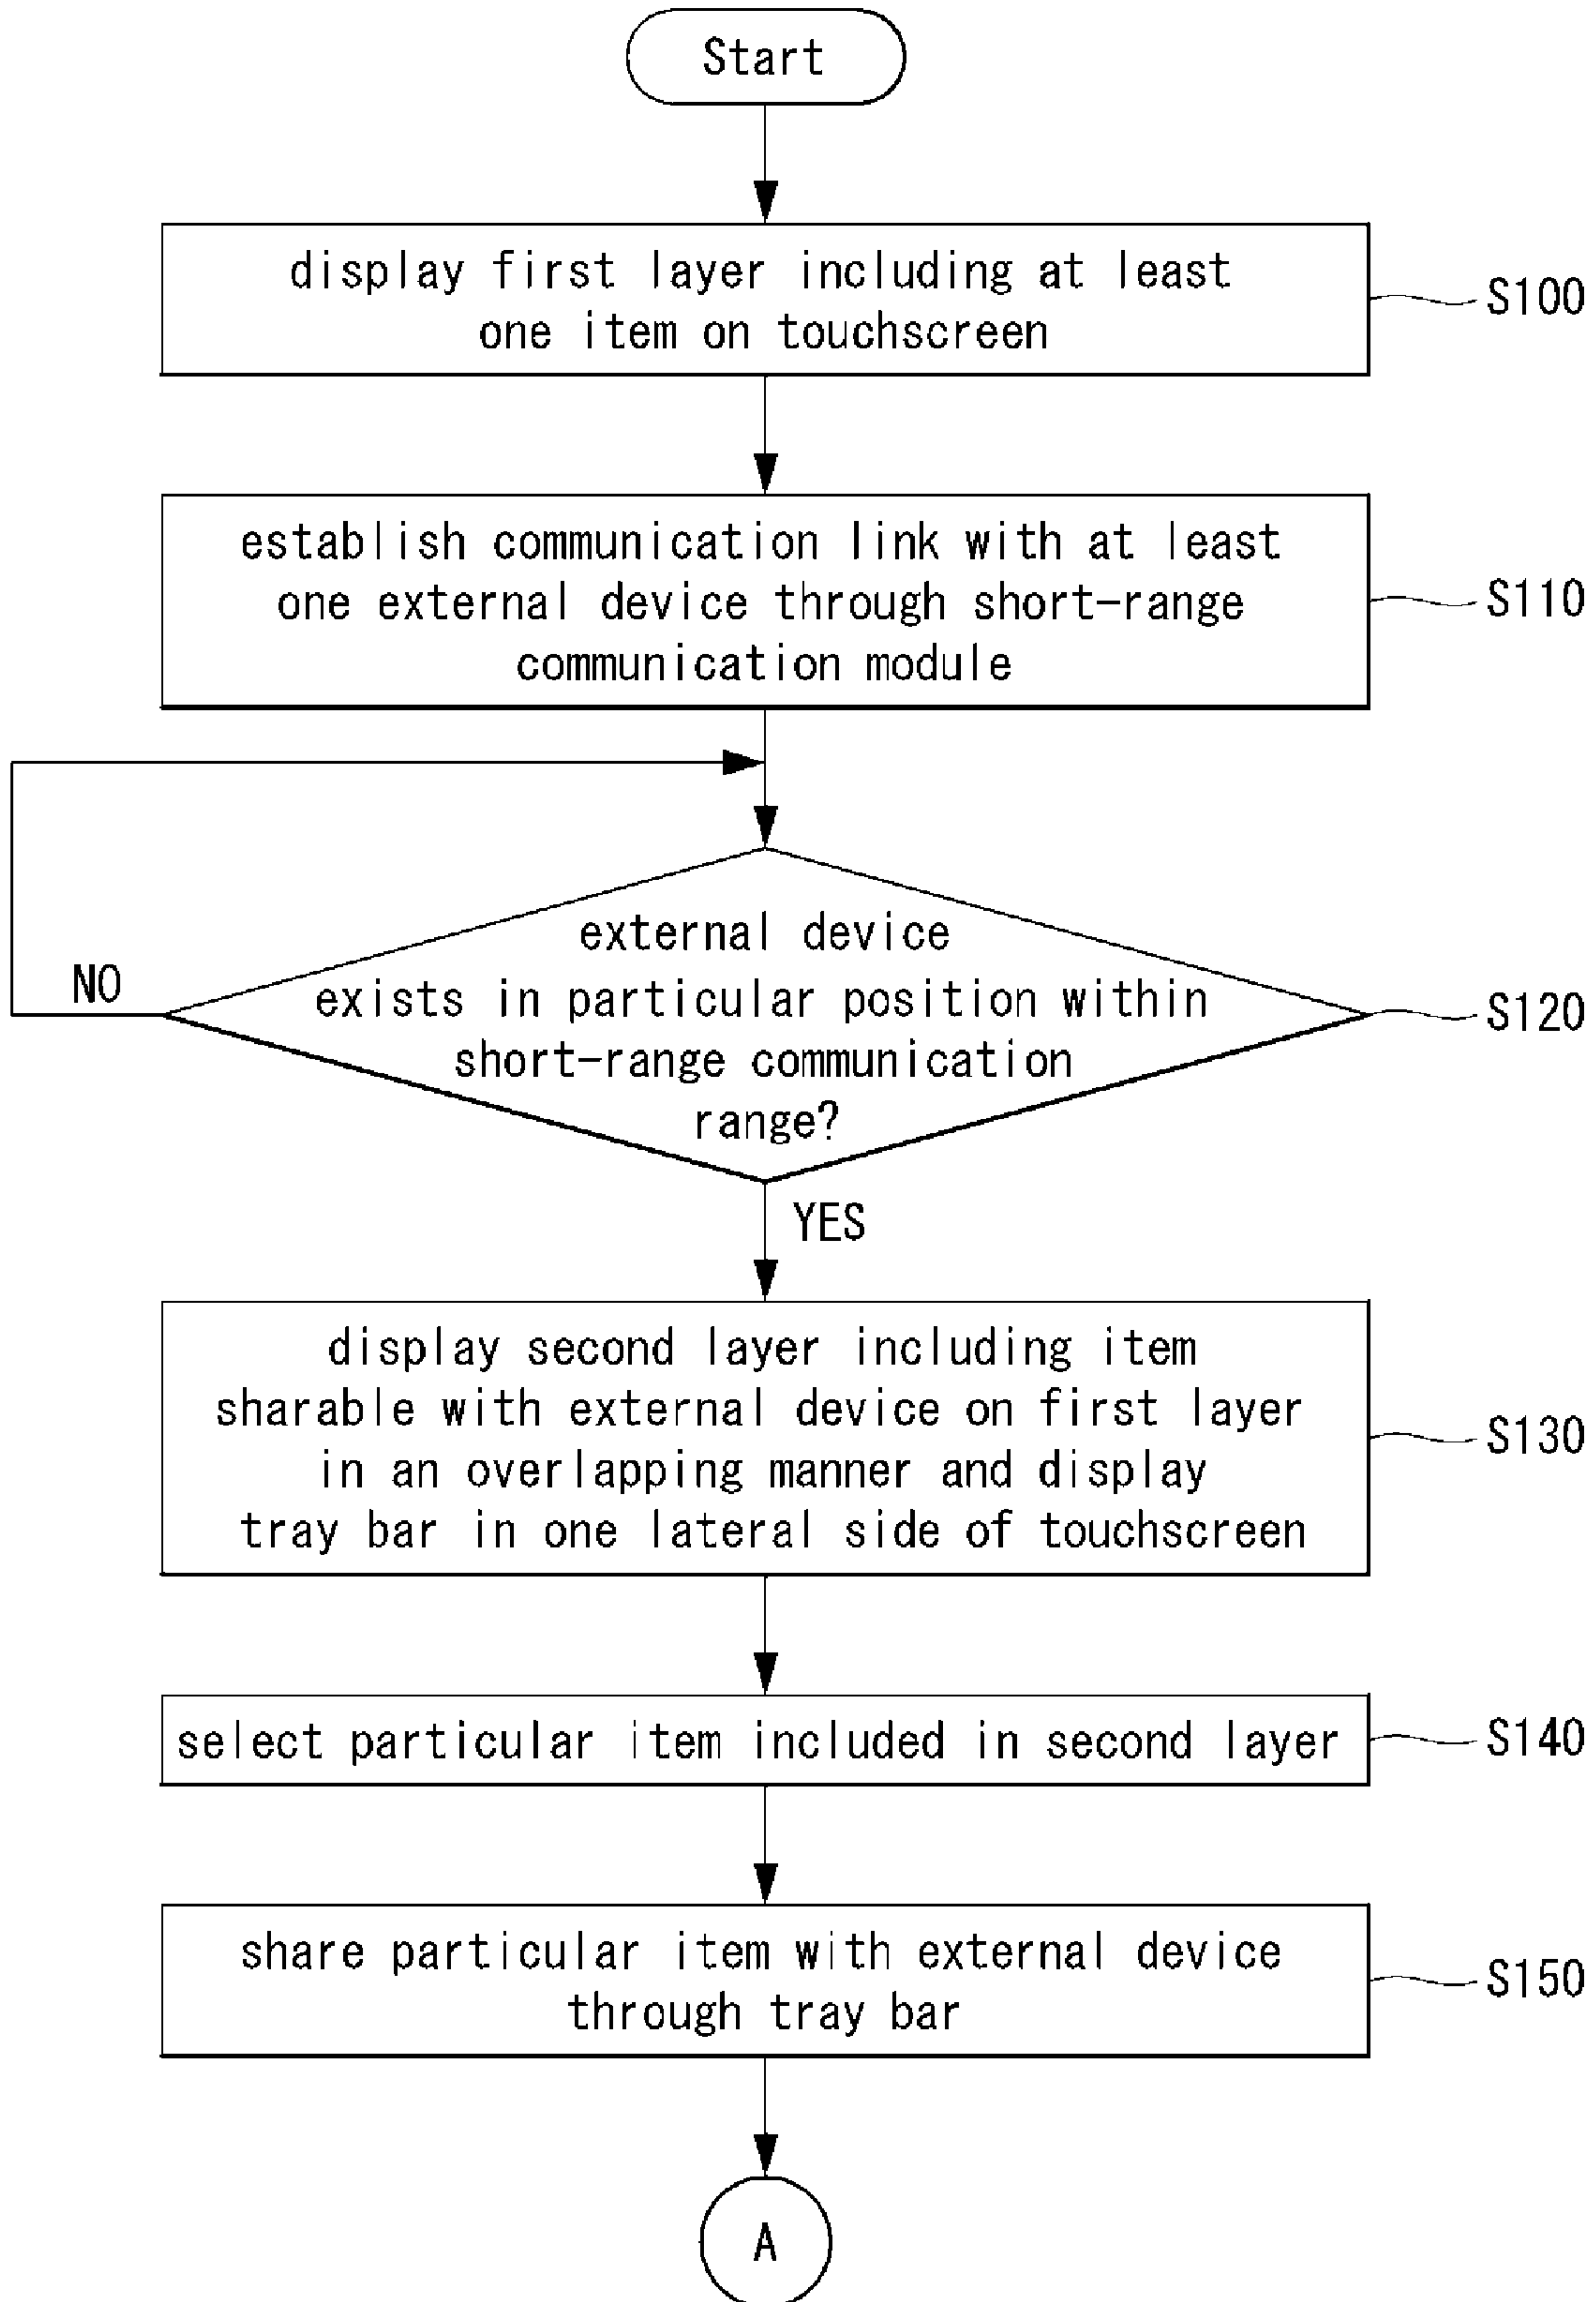 Start
display first layer including at least
one item on touchscreen
S100
establish communication link with at least
one external device through short-range
communication module
S110
external device
exists in particular position within
short-range communication
range?
NO
S120
YES
display second layer including item
sharable with external device on first layer
in an overlapping manner and display
tray bar in one lateral side of touchscreen
S130
select particular item included in second layer
S140
share particular item with external device
through tray bar
S150
A